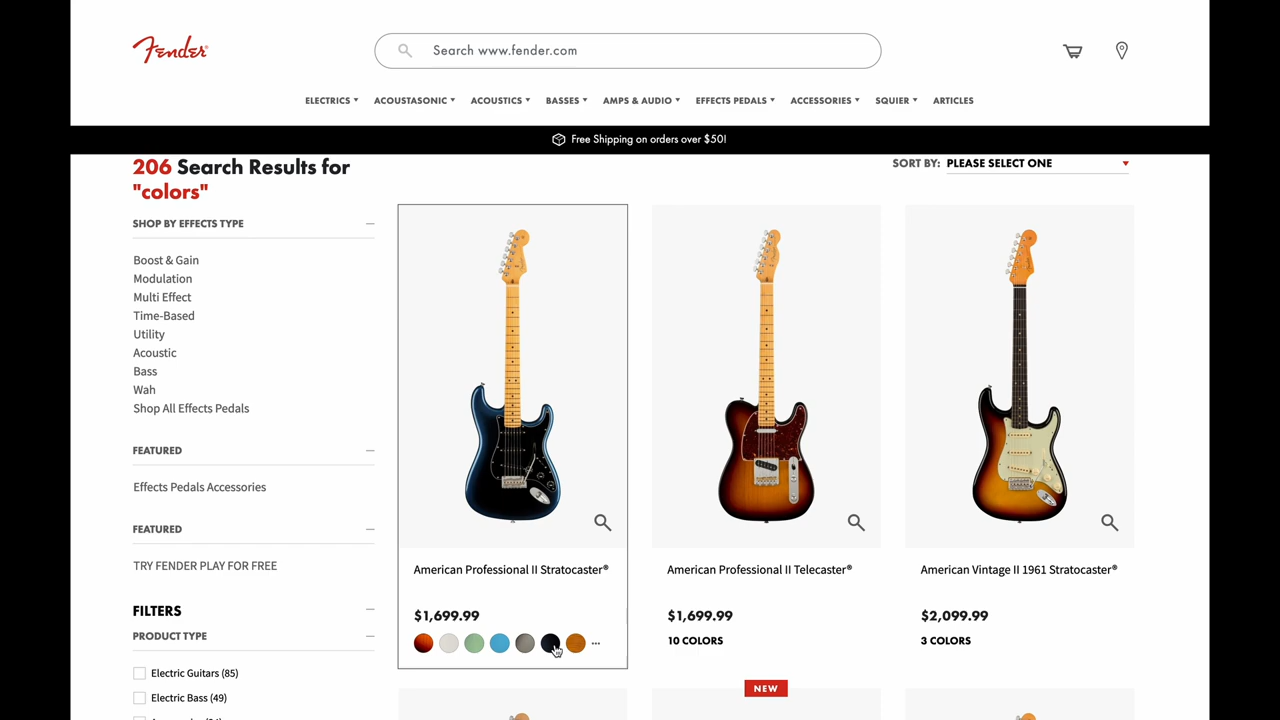 Fender
Search www.fender.com
ELECTRICS ACOUSTASONIC ACOUSTICS BASSES AMPS & AUDIO EFFECTS PEDALS ACCESSORIES SQUIER ARTICLES
Free Shipping on orders over $50!
206 Search Results for
"colors"
SORT BY: PLEASE SELECT ONE
SHOP BY EFFECTS TYPE
Boost & Gain
Modulation
Multi Effect
Time-Based
Utility
Acoustic
Bass
Wah
Shop All Effects Pedals
FEATURED
Effects Pedals Accessories
FEATURED
TRY FENDER PLAY FOR FREE
FILTERS
PRODUCT TYPE
Electric Guitars (85)
Electric Bass (49)
American Professional II Stratocaster®
$1,699.99
American Professional II Telecaster®
$1,699.99
10 COLORS
American Vintage II 1961 Stratocaster®
$2,099.99
3 COLORS
NEW